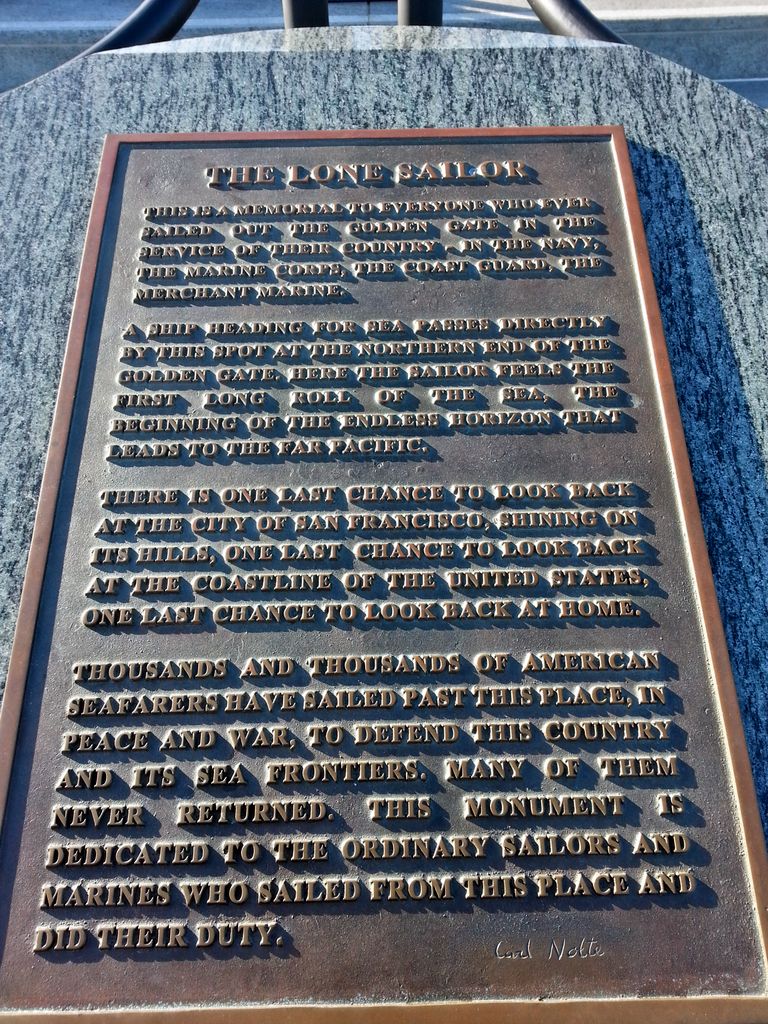 THE LONE SAILOR
THIS IS A MEMORIAL TO EVERYONE WHO EVER
SAILED OUT THE GOLDEN GATE IN THE
SERVICE OF THEIR COUNTRY , IN THE NAVY,
THE MARINE CORPS, THE COAST GUARD, THE
MERCHANT MARINE.
A SHIP HEADING FOR SEA PASSES DIRECTLY
BY THIS SPOT AT THE NORTHERN END OF THE
GOLDEN GATE. HERE THE SAILOR FEELS THE
FIRST LONG ROLL OF THE SEA, THE
BEGINNING OF THE ENDLESS HORIZON THAT
LEADS TO THE FAR PACIFIC.
THERE IS ONE LAST CHANCE TO LOOK BACK
AT THE CITY OF SAN FRANCISCO, SHINING ON
ITS HILLS, ONE LAST CHANCE TO LOOK BACK
AT THE COASTLINE OF THE UNITED STATES,
ONE LAST CHANCE TO LOOK BACK AT HOME.
THOUSANDS AND THOUSANDS OF AMERICAN
SEAFARERS HAVE SAILED PAST THIS PLACE, IN
PEACE AND WAR, TO DEFEND THIS COUNTRY
AND ITS SEA FRONTIERS. MANY OF THEM
NEVER RETURNED. THIS MONUMENT IS
DEDICATED TO THE ORDINARY SAILORS AND
MARINES WHO SAILED FROM THIS PLACE AND
DID THEIR DUTY.
Carl Nolte